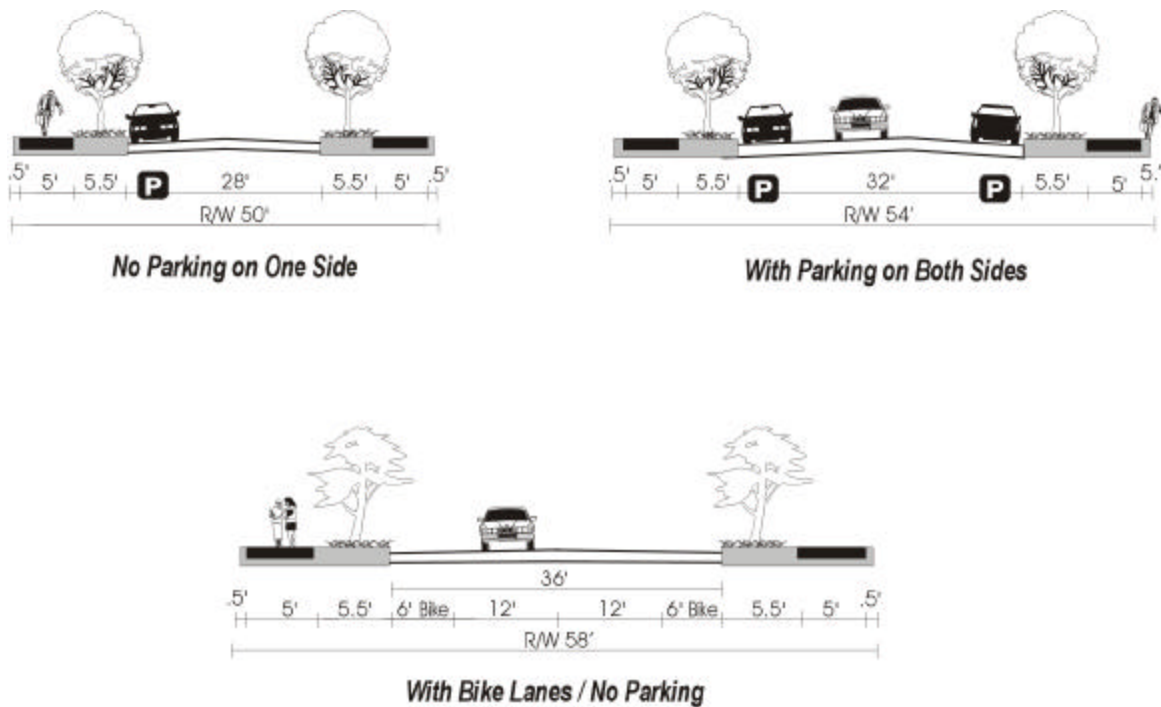 .5' 5' 5.5' P 28' 5.5' 5' .5'
R/W 50'
No Parking on One Side
.5' 5' 5.5' P 32' P 5.5' 5' 5.'
R/W 54'
With Parking on Both Sides
36'
.5' 5' 5.5' 6' Bike 12' 12' 6' Bike 5.5' 5' .5'
R/W 58'
With Bike Lanes / No Parking